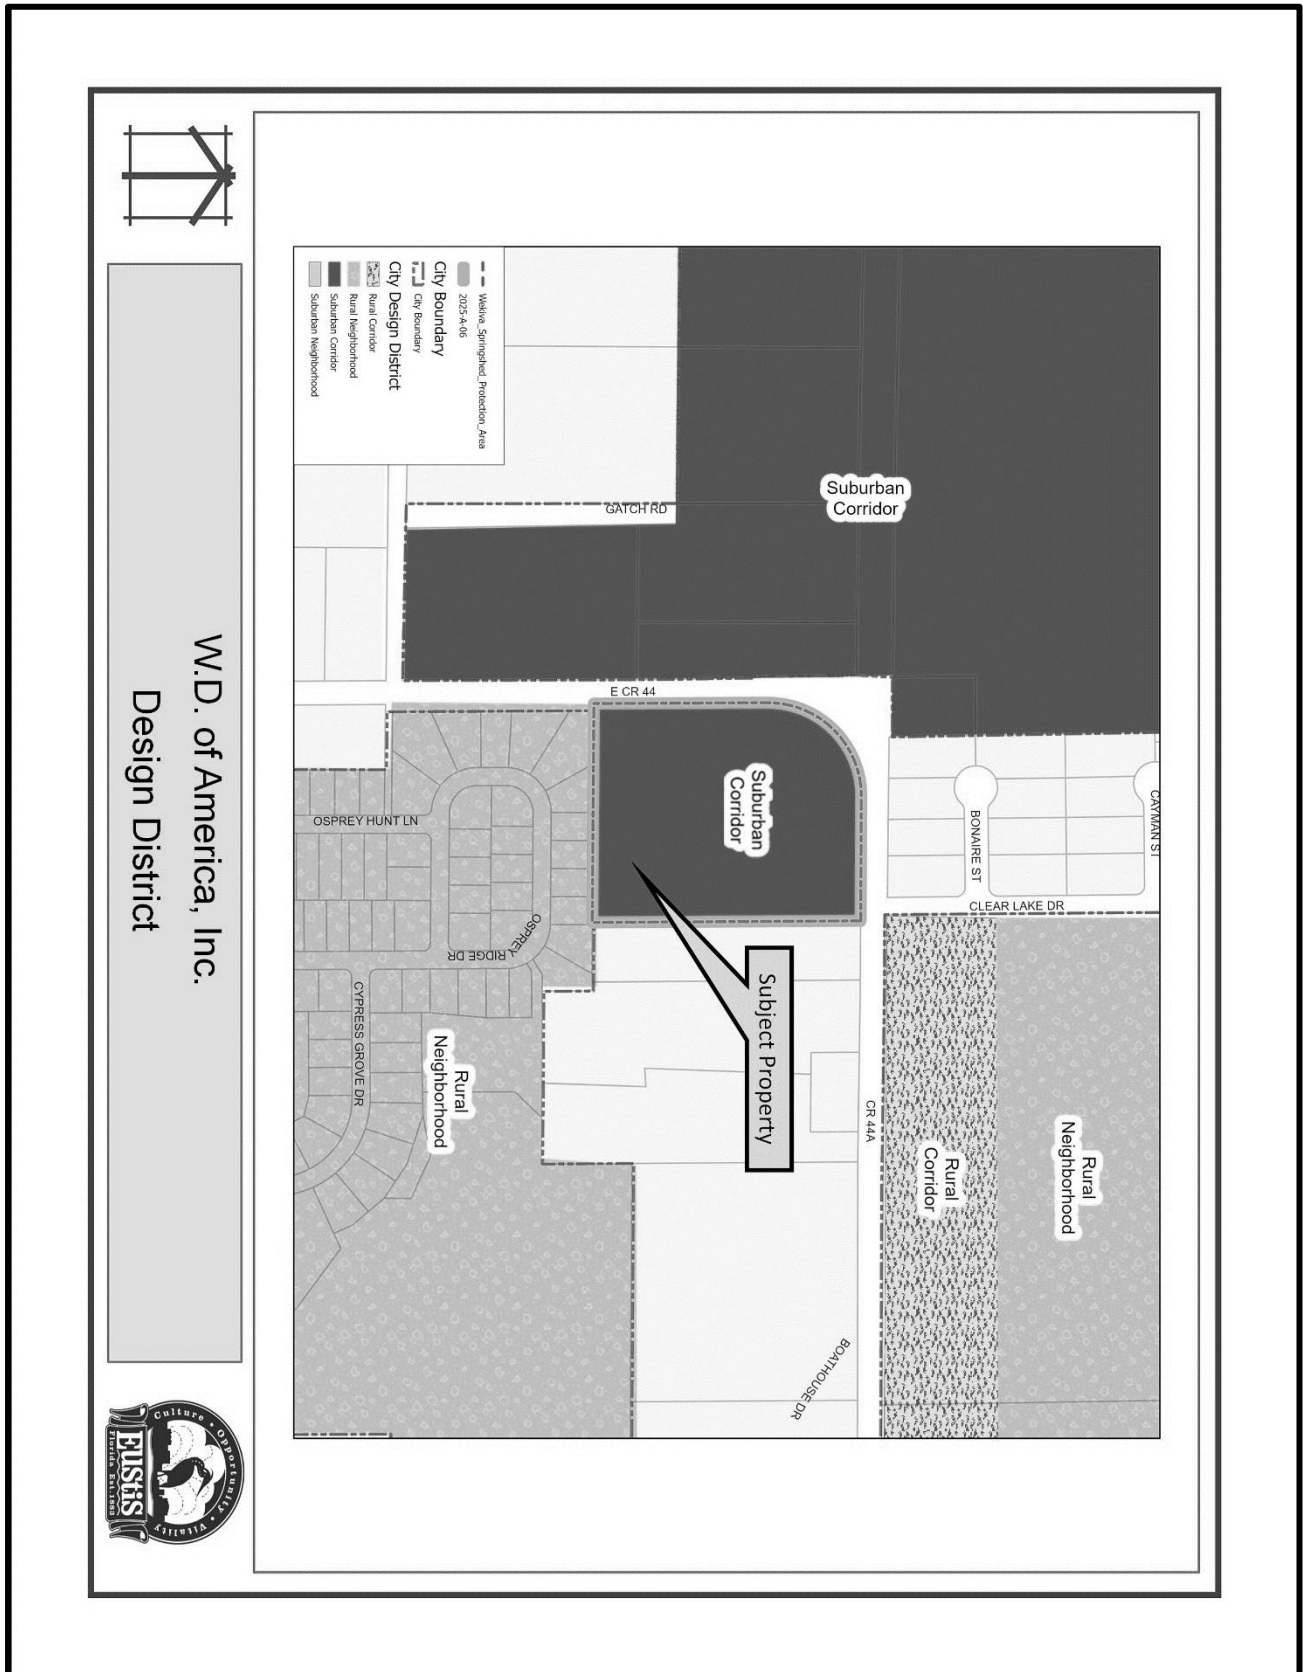 Suburban
Corridor
CAYMAN ST
BONAIRE ST
CLEAR LAKE DR
Rural
Neighborhood
Rural
Corridor
CR 44A
BOATHOUSE DR
GATCH RD
E CR 44
Suburban
Corridor
Subject Property
OSPREY HUNT LN
OSPREY RIDGE DR
CYPRESS GROVE DR
Rural
Neighborhood
Wekiva_Springshed_Protection_Area
2025-A-06
City Boundary
City Boundary
City Design District
Rural Corridor
Rural Neighborhood
Suburban Corridor
Suburban Neighborhood
W.D. of America, Inc.
Design District
Culture • Opportunity • Vitality
EUSTIS
Florida Est.1883